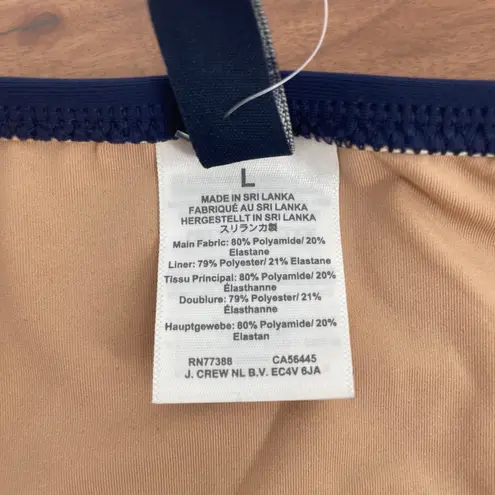 L
MADE IN SRI LANKA
FABRIQUÉ AU SRI LANKA
HERGESTELLT IN SRI LANKA
スリランカ製
Main Fabric: 80% Polyamide/ 20%
Elastane
Liner: 79% Polyester/ 21% Elastane
Tissu Principal: 80% Polyamide/ 20%
Élasthanne
Doublure: 79% Polyester/ 21%
Élasthanne
Hauptgewebe: 80% Polyamide/ 20%
Elastan
RN77388 CA56445
J. CREW NL B.V. EC4V 6JA